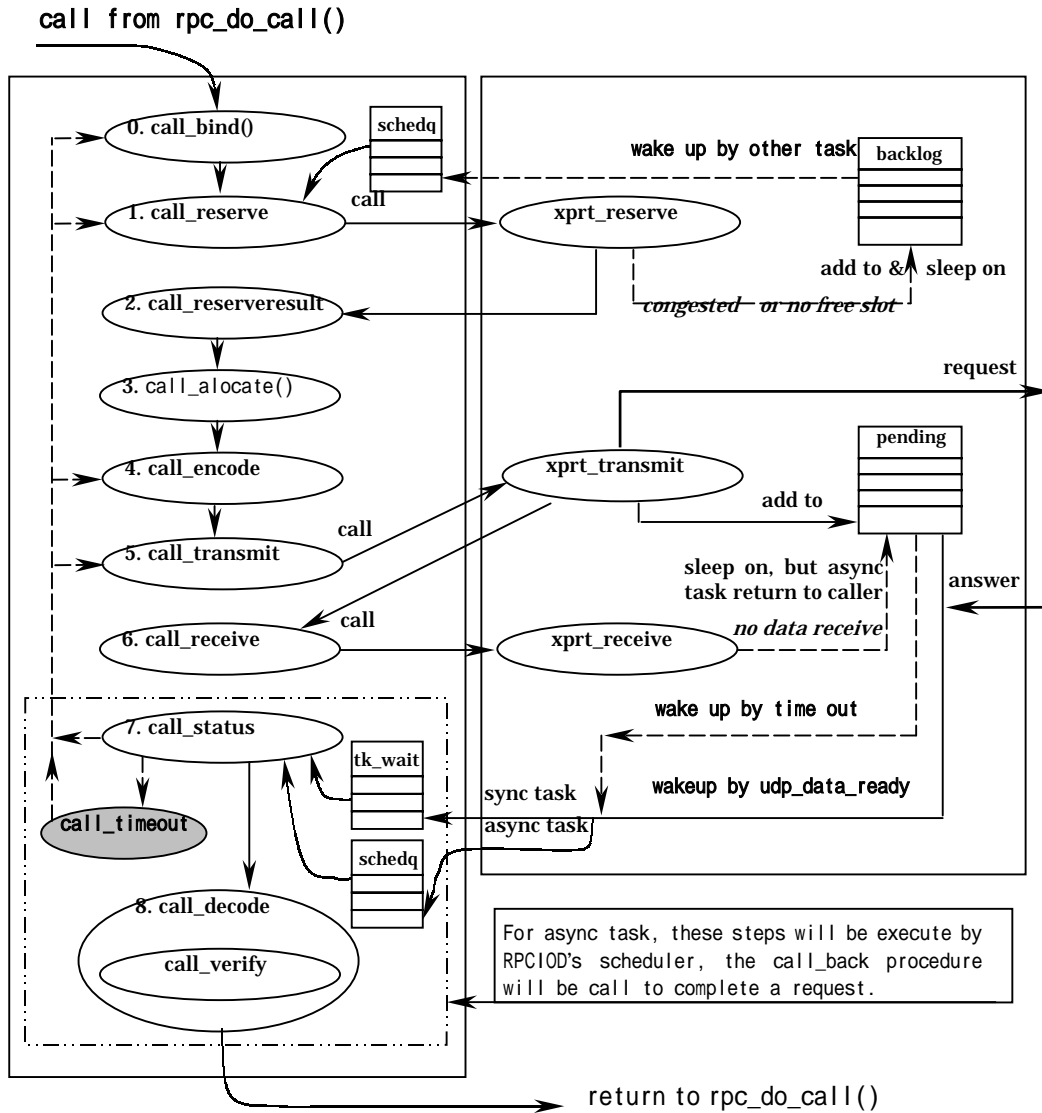 call from rpc_do_call()
0. call_bind()
schedq
wake up by other task
backlog
1. call_reserve
call
xprt_reserve
add to & sleep on
congested or no free slot
2. call_reserveresult
3. call_alocate()
request
pending
4. call_encode
xprt_transmit
add to
call
5. call_transmit
sleep on, but async
task return to caller
answer
6. call_receive
call
xprt_receive
no data receive
7. call_status
wake up by time out
tk_wait
wakeup by udp_data_ready
sync task
call_timeout
async task
schedq
8. call_decode
call_verify
For async task, these steps will be execute by
RPCIOD's scheduler, the call_back procedure
will be call to complete a request.
return to rpc_do_call()